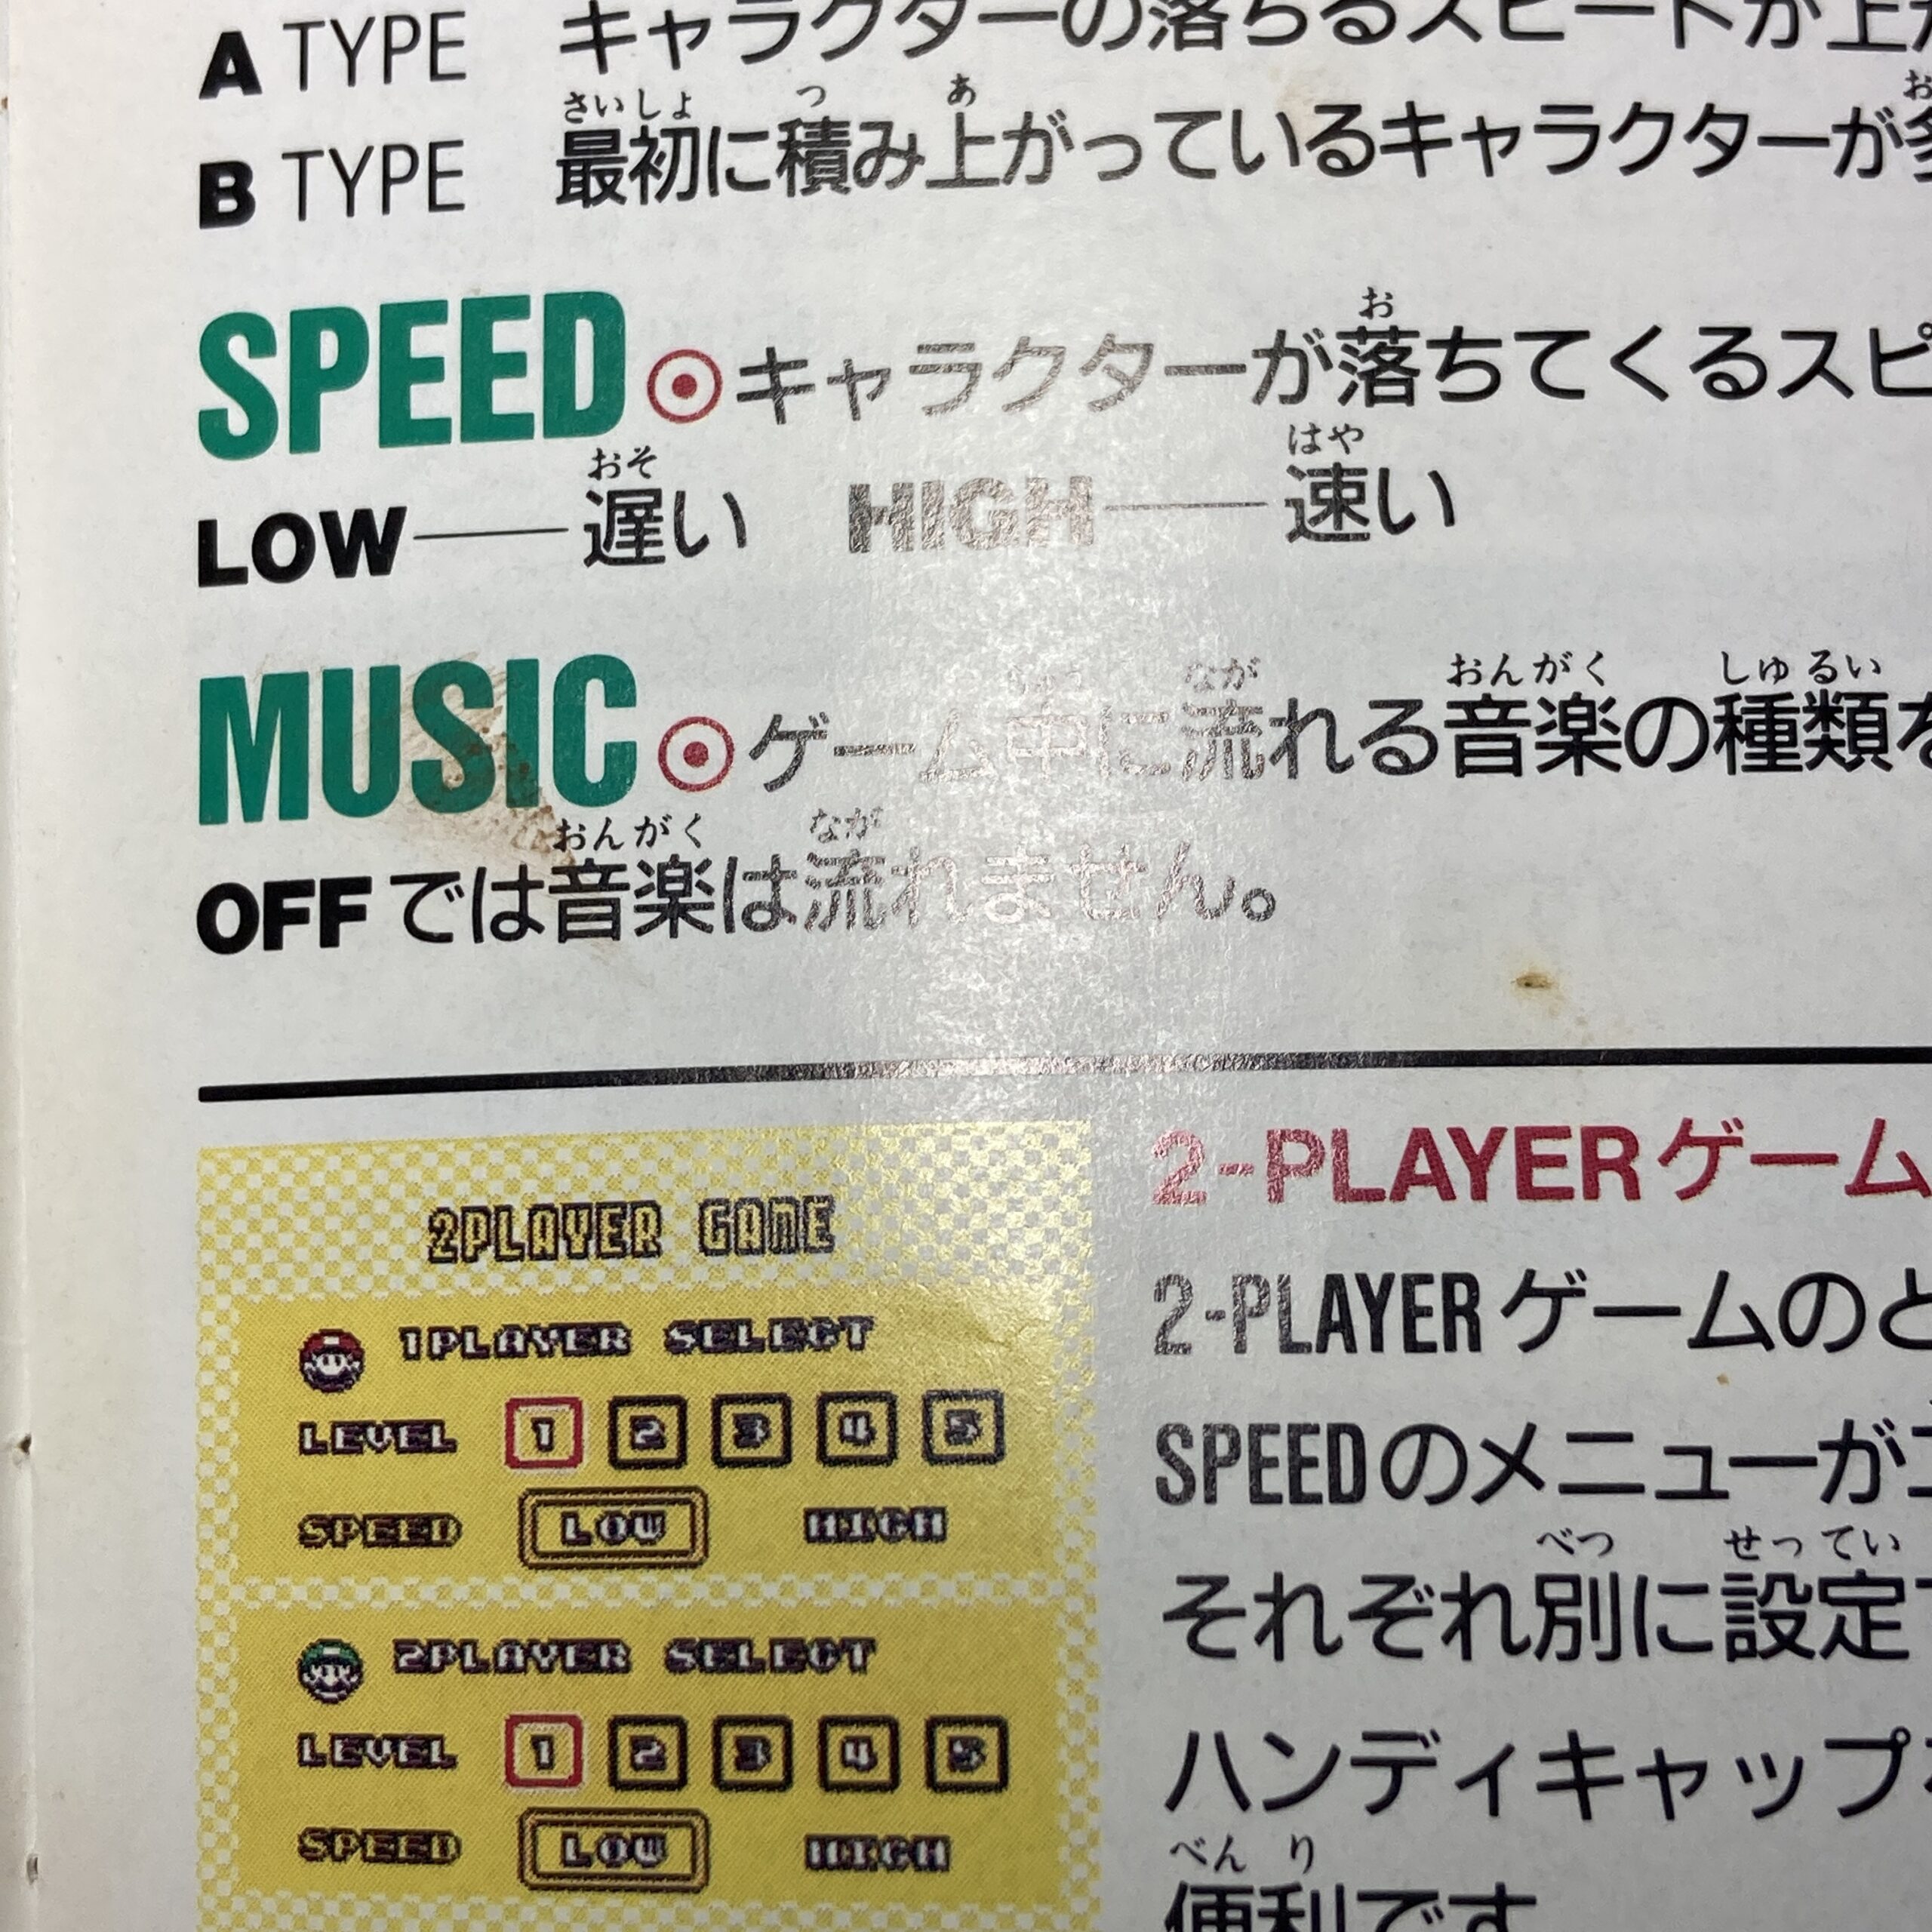 A TYPE キャラクターの落ちるスピードが上が
さいしょ つ あ お
B TYPE 最初に積み上がっているキャラクターが多
お
SPEED ◉キャラクターが落ちてくるスピ
おそ はや
LOW——遅い HIGH——速い
なが おんがく しゅるい
MUSIC ◉ゲーム中に流れる音楽の種類を
おんがく なが
OFFでは音楽は流れません。
2PLAYER GAME
1PLAYER SELECT
LEVEL 1 2 3 4 5
SPEED LOW HIGH
2PLAYER SELECT
LEVEL 1 2 3 4 5
SPEED LOW HIGH
2-PLAYERゲーム
2-PLAYERゲームのと
SPEEDのメニューが
べつ せってい
それぞれ別に設定
ハンディキャップ
べんり
便利です